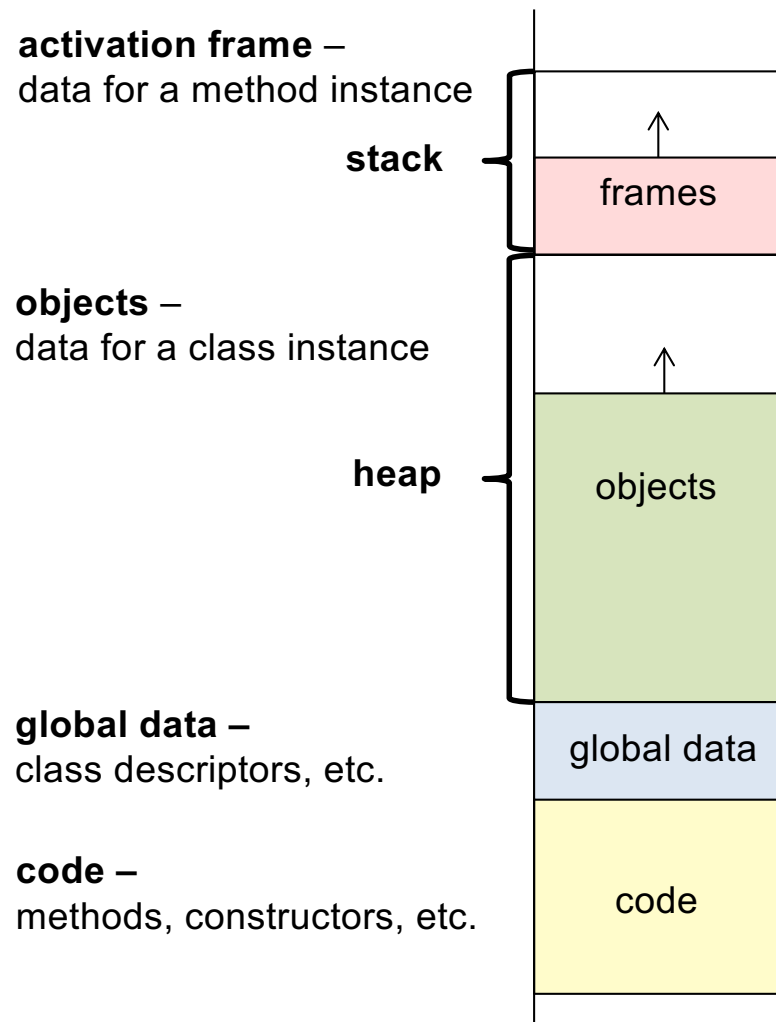 activation frame –
data for a method instance
stack
frames
objects –
data for a class instance
heap
objects
global data –
class descriptors, etc.
global data
code –
methods, constructors, etc.
code